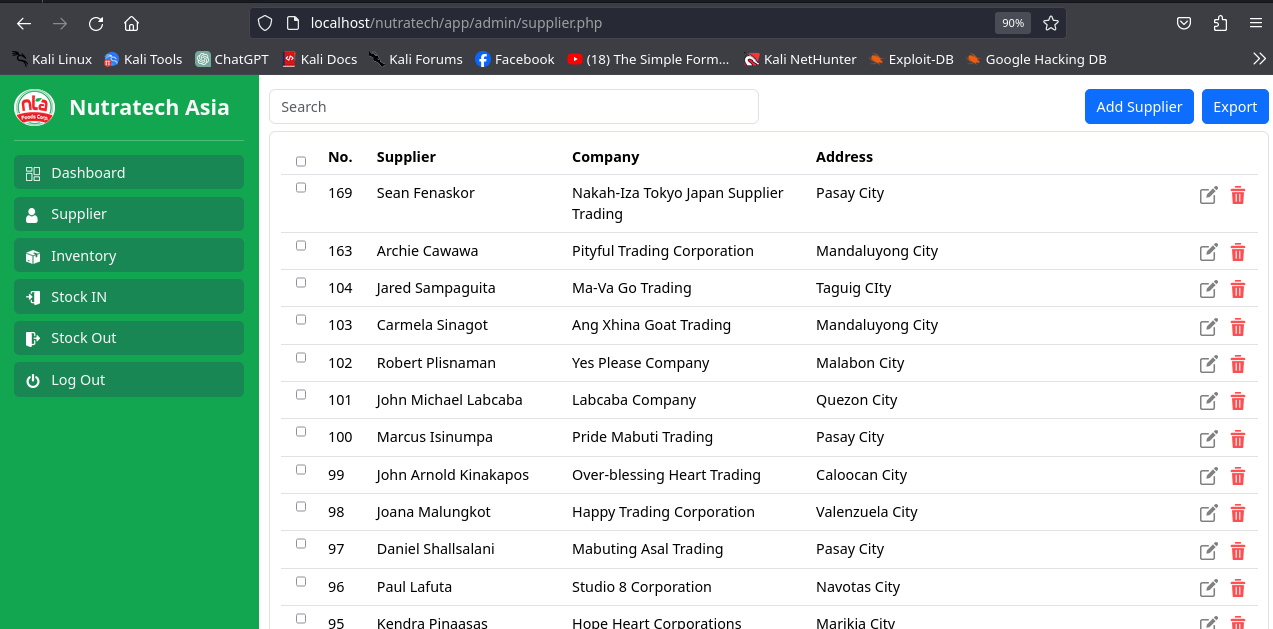 localhost/nutratech/app/admin/supplier.php 90%
Kali Linux Kali Tools ChatGPT Kali Docs Kali Forums Facebook (18) The Simple Form... Kali NetHunter Exploit-DB Google Hacking DB
nta
Foods Corp.
Nutratech Asia
Dashboard
Supplier
Inventory
Stock IN
Stock Out
Log Out
Search Add Supplier Export
No. Supplier Company Address
169 Sean Fenaskor Nakah-Iza Tokyo Japan Supplier Pasay City
Trading
163 Archie Cawawa Pityful Trading Corporation Mandaluyong City
104 Jared Sampaguita Ma-Va Go Trading Taguig CIty
103 Carmela Sinagot Ang Xhina Goat Trading Mandaluyong City
102 Robert Plisnaman Yes Please Company Malabon City
101 John Michael Labcaba Labcaba Company Quezon City
100 Marcus Isinumpa Pride Mabuti Trading Pasay City
99 John Arnold Kinakapos Over-blessing Heart Trading Caloocan City
98 Joana Malungkot Happy Trading Corporation Valenzuela City
97 Daniel Shallsalani Mabuting Asal Trading Pasay City
96 Paul Lafuta Studio 8 Corporation Navotas City
95 Kendra Pinagasas Hope Heart Corporations Marikia City